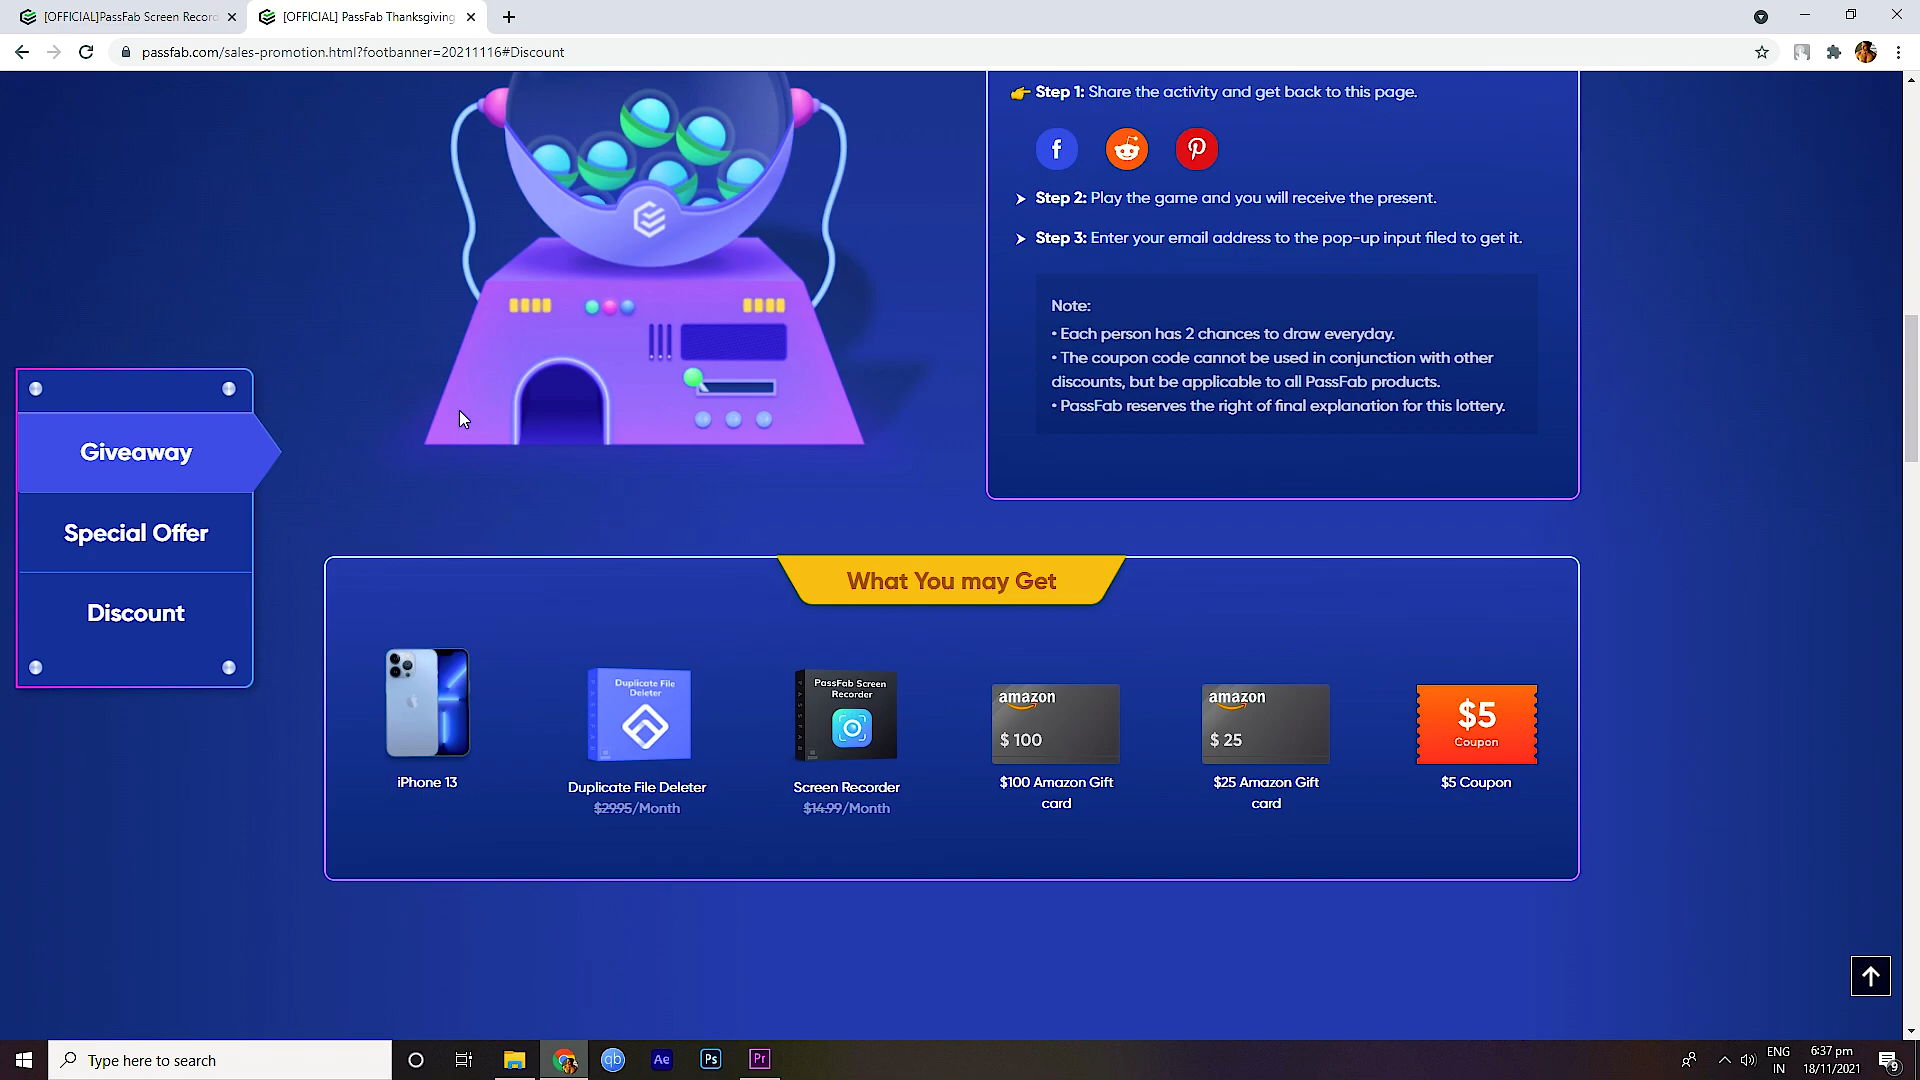 [OFFICIAL]PassFab Screen Recor
[OFFICIAL] PassFab Thanksgiving
passfab.com/sales-promotion.html?footbanner=20211116#Discount
Step 1: Share the activity and get back to this page.
Step 2: Play the game and you will receive the present.
Step 3: Enter your email address to the pop-up input filed to get it.
Note:
• Each person has 2 chances to draw everyday.
• The coupon code cannot be used in conjunction with other
discounts, but be applicable to all PassFab products.
• PassFab reserves the right of final explanation for this lottery.
Giveaway
Special Offer
Discount
What You may Get
Duplicate File
Deleter
PassFab Screen
Recorder
amazon
$ 100
amazon
$ 25
$5
Coupon
iPhone 13
Duplicate File Deleter
$29.95/Month
Screen Recorder
$14.99/Month
$100 Amazon Gift
card
$25 Amazon Gift
card
$5 Coupon
Type here to search
qb
Ae
Ps
Pr
ENG
IN
6:37 pm
18/11/2021
9